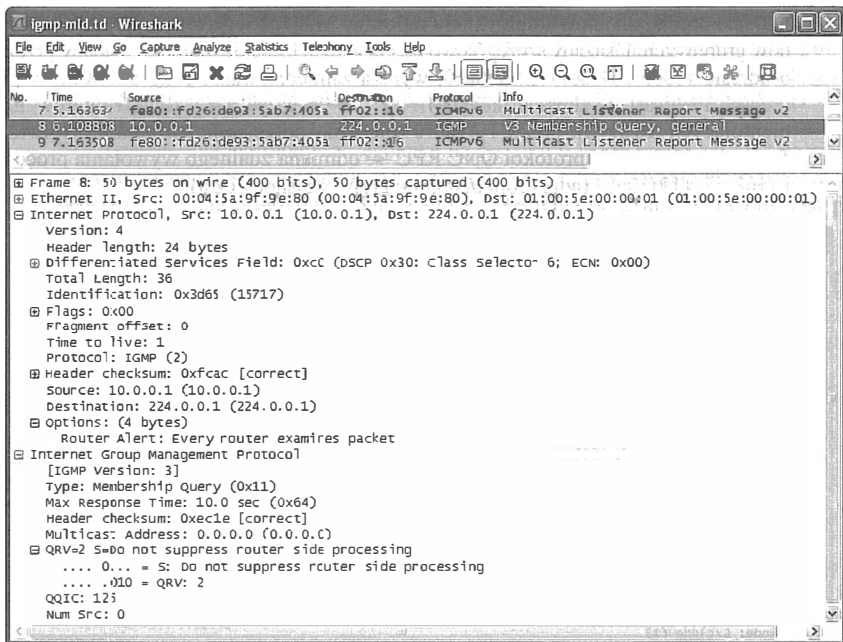 igmp-mld.td - Wireshark
File Edit View Go Capture Analyze Statistics Telephony Tools Help
No. Time Source Destination Protocol Info
7 5.163634 fe80::fd26:de93:5ab7:405a ff02::16 ICMPv6 Multicast Listener Report Message v2
8 6.108808 10.0.0.1 224.0.0.1 IGMP V3 Membership Query, general
9 7.163508 fe80::fd26:de93:5ab7:405a ff02::16 ICMPv6 Multicast Listener Report Message v2
Frame 8: 50 bytes on wire (400 bits), 50 bytes captured (400 bits)
Ethernet II, Src: 00:04:5a:9f:9e:80 (00:04:5a:9f:9e:80), Dst: 01:00:5e:00:00:01 (01:00:5e:00:00:01)
Internet Protocol, Src: 10.0.0.1 (10.0.0.1), Dst: 224.0.0.1 (224.0.0.1)
Version: 4
Header length: 24 bytes
Differentiated Services Field: 0xc0 (DSCP 0x30: Class Selector 6; ECN: 0x00)
Total Length: 36
Identification: 0x3d65 (15717)
Flags: 0x00
Fragment offset: 0
Time to live: 1
Protocol: IGMP (2)
Header checksum: 0xfcac [correct]
Source: 10.0.0.1 (10.0.0.1)
Destination: 224.0.0.1 (224.0.0.1)
Options: (4 bytes)
Router Alert: Every router examines packet
Internet Group Management Protocol
[IGMP Version: 3]
Type: Membership Query (0x11)
Max Response Time: 10.0 sec (0x64)
Header checksum: 0xec1e [correct]
Multicast Address: 0.0.0.0 (0.0.0.0)
QRV=2 S=Do not suppress router side processing
.... 0... = S: Do not suppress router side processing
.... .010 = QRV: 2
QQIC: 125
Num Src: 0